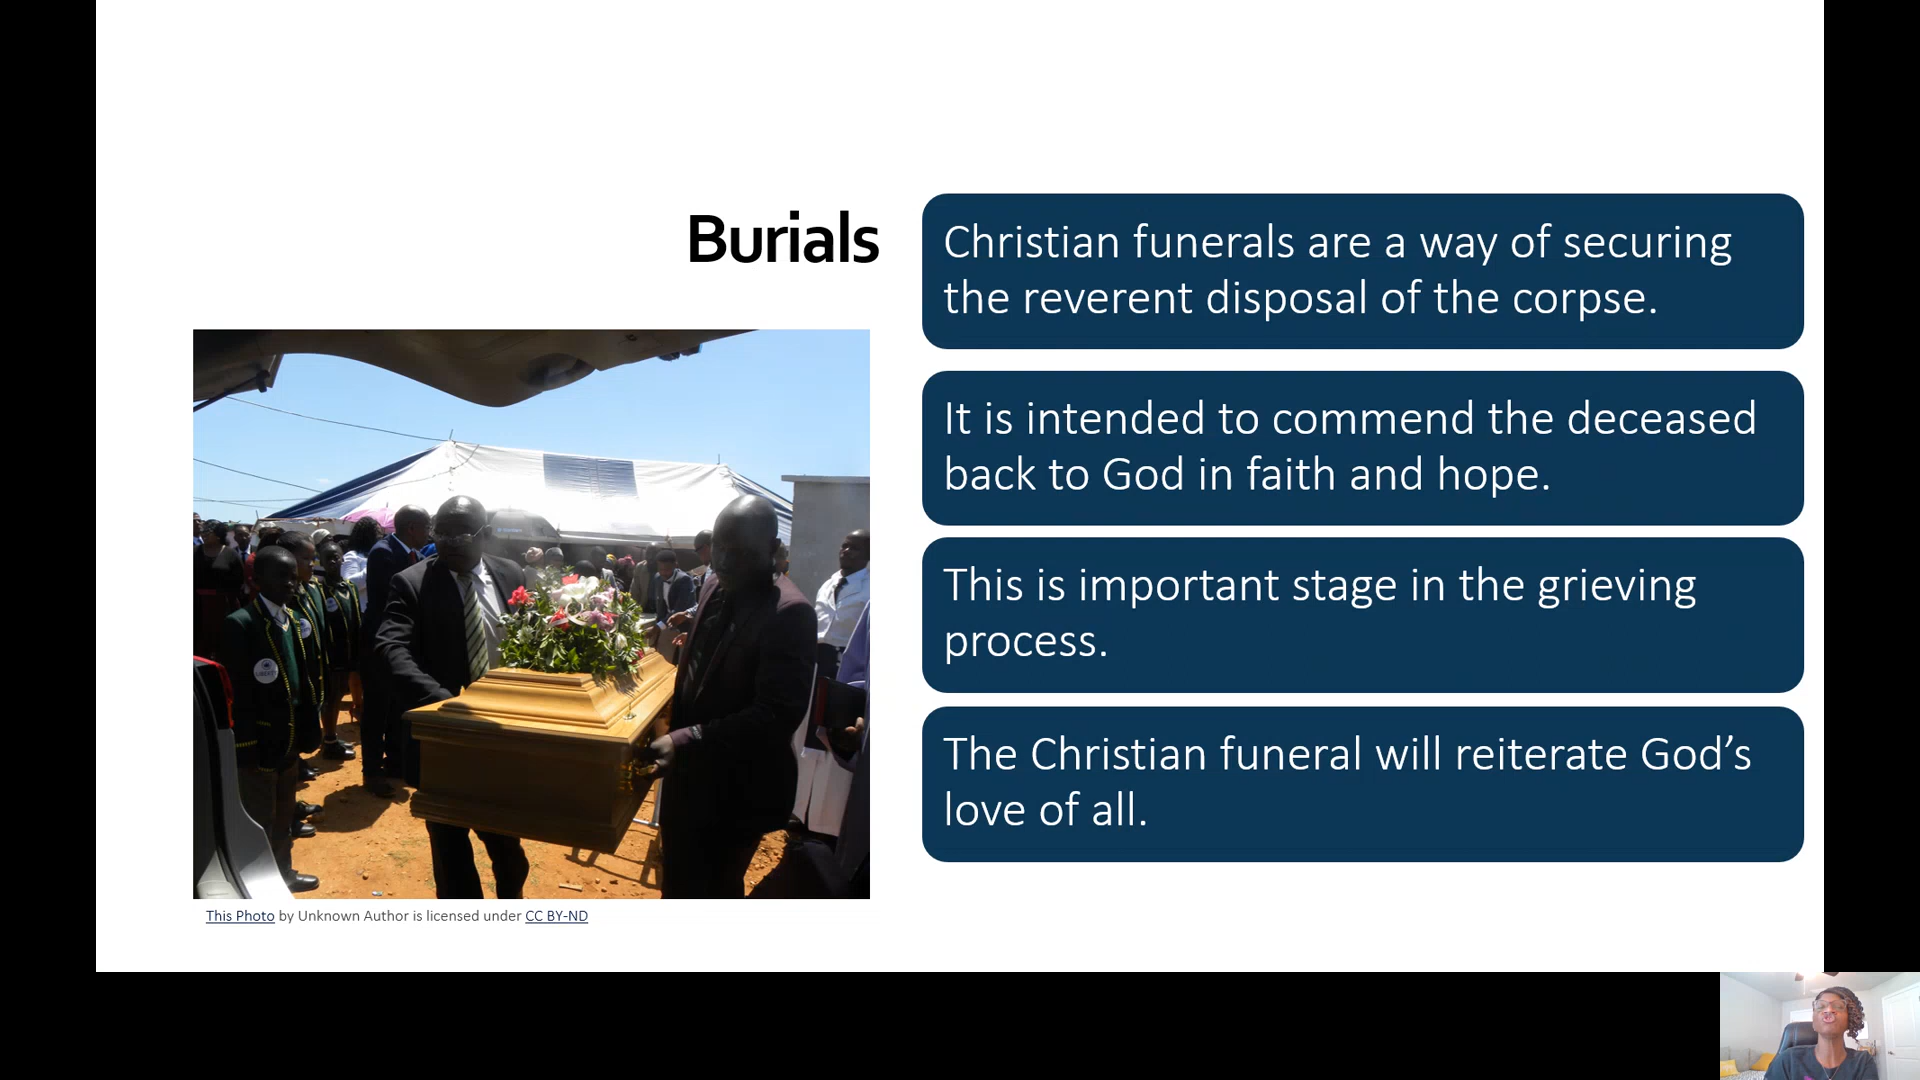 Burials
Christian funerals are a way of securing
the reverent disposal of the corpse.
It is intended to commend the deceased
back to God in faith and hope.
This is important stage in the grieving
process.
The Christian funeral will reiterate God’s
love of all.
This Photo by Unknown Author is licensed under CC BY-ND